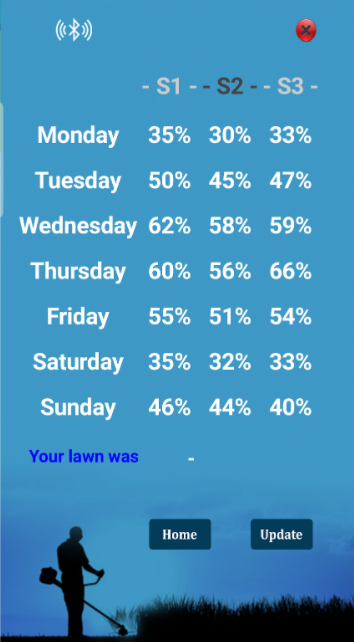 - S1 - - S2 - - S3 -
Monday 35% 30% 33%
Tuesday 50% 45% 47%
Wednesday 62% 58% 59%
Thursday 60% 56% 66%
Friday 55% 51% 54%
Saturday 35% 32% 33%
Sunday 46% 44% 40%
Your lawn was -
Home Update